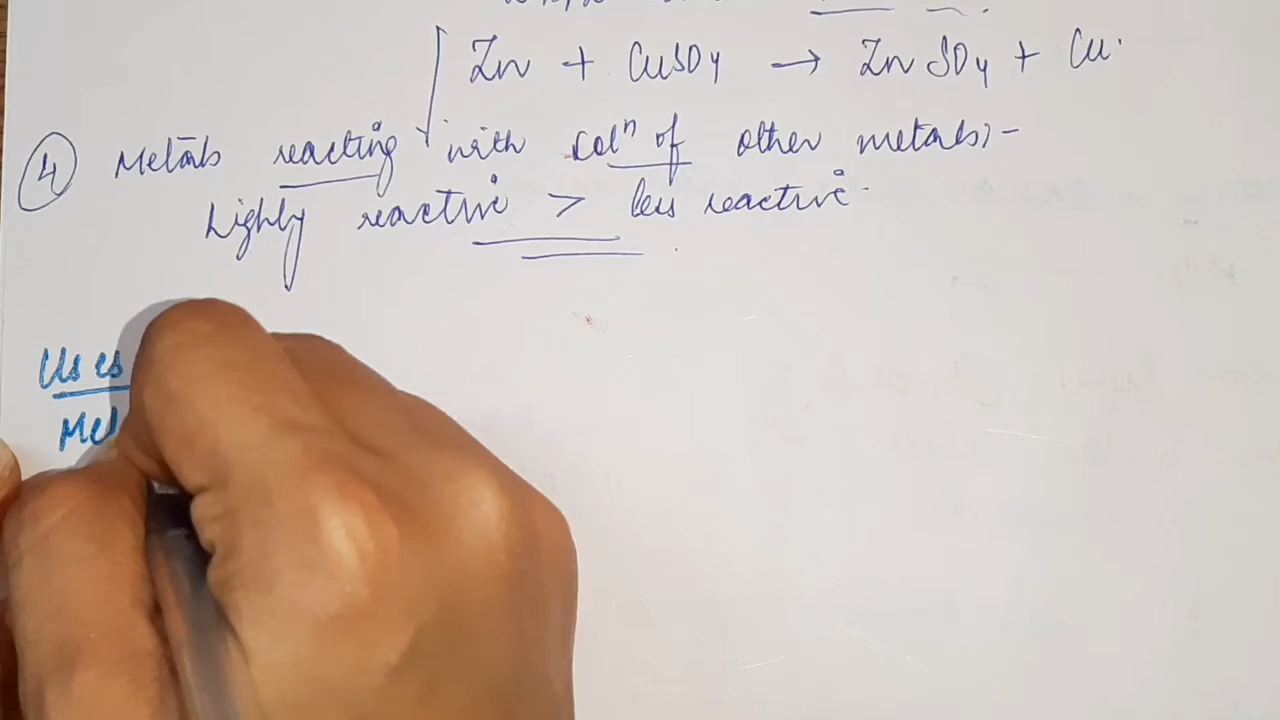 Zn + CuSO4 → ZnSO4 + Cu.
④ Metals reacting with solⁿ of other metals:-
highly reactive > less reactive.
Uses